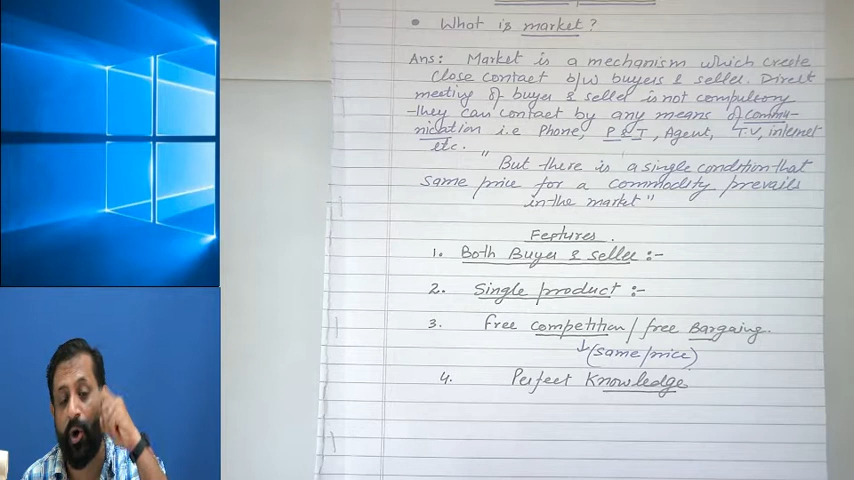 • What is market?
Ans: Market is a mechanism which create
close contact b/w buyers & seller. Direct
meeting of buyer & seller is not compulsory
they can contact by any means of commu-
nication i.e Phone, P & T, Agent, T.V, internet
etc.
" But there is a single condition that
same price for a commodity prevails
in the market "
Features.
1. Both Buyer & seller :-
2. Single product :-
3. free competition / free Bargaing.
↓ (same price)
4. Perfect Knowledge